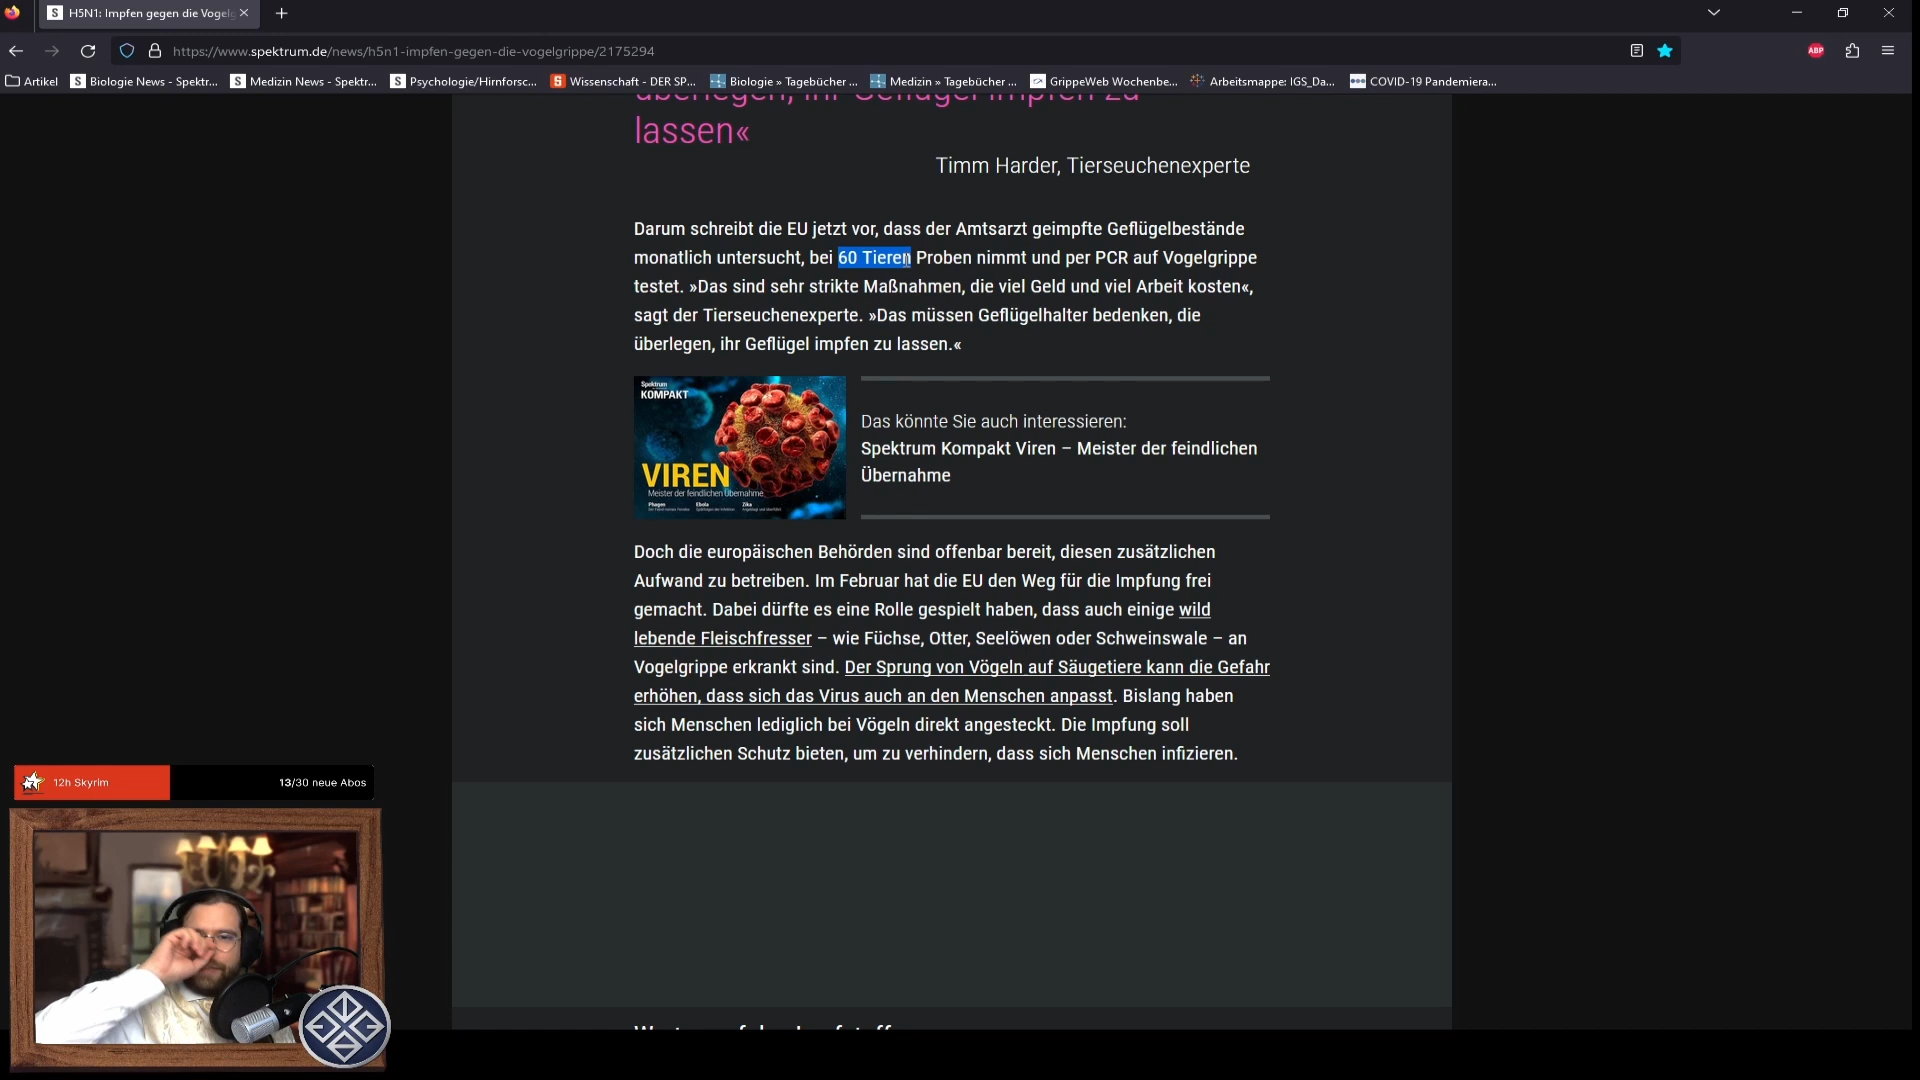 H5N1: Impfen gegen die Vogelg
https://www.spektrum.de/news/h5n1-impfen-gegen-die-vogelgrippe/2175294
ABP
Artikel
Biologie News - Spektr...
Medizin News - Spektr...
Psychologie/Hirnforsc...
Wissenschaft - DER SP...
Biologie » Tagebücher ...
Medizin » Tagebücher ...
GrippeWeb Wochenbe...
Arbeitsmappe: IGS_Da...
COVID-19 Pandemiera...
überlegen, ihr Geflügel impfen zu
lassen«
Timm Harder, Tierseuchenexperte
Darum schreibt die EU jetzt vor, dass der Amtsarzt geimpfte Geflügelbestände
monatlich untersucht, bei 60 Tieren Proben nimmt und per PCR auf Vogelgrippe
testet. »Das sind sehr strikte Maßnahmen, die viel Geld und viel Arbeit kosten«,
sagt der Tierseuchenexperte. »Das müssen Geflügelhalter bedenken, die
überlegen, ihr Geflügel impfen zu lassen.«
Spektrum
KOMPAKT
VIREN
Meister der feindlichen Übernahme
Phagen
Ebola
Zika
Das könnte Sie auch interessieren:
Spektrum Kompakt Viren – Meister der feindlichen
Übernahme
Doch die europäischen Behörden sind offenbar bereit, diesen zusätzlichen
Aufwand zu betreiben. Im Februar hat die EU den Weg für die Impfung frei
gemacht. Dabei dürfte es eine Rolle gespielt haben, dass auch einige wild
lebende Fleischfresser – wie Füchse, Otter, Seelöwen oder Schweinswale – an
Vogelgrippe erkrankt sind. Der Sprung von Vögeln auf Säugetiere kann die Gefahr
erhöhen, dass sich das Virus auch an den Menschen anpasst. Bislang haben
sich Menschen lediglich bei Vögeln direkt angesteckt. Die Impfung soll
zusätzlichen Schutz bieten, um zu verhindern, dass sich Menschen infizieren.
12h Skyrim
13/30 neue Abos